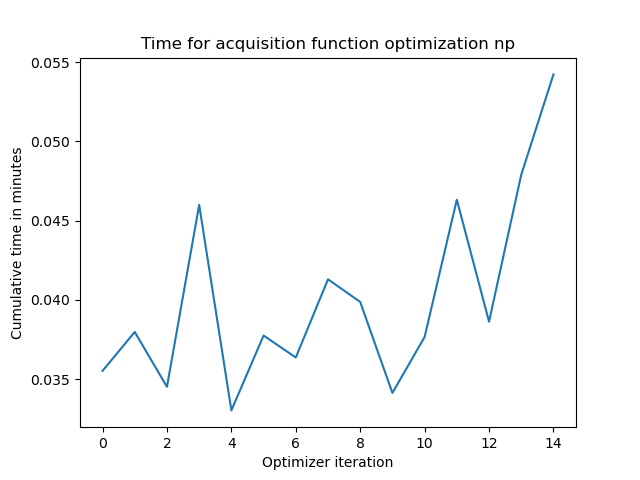 Time for acquisition function optimization np
0.055
0.050
0.045
0.040
0.035
Cumulative time in minutes
0 2 4 6 8 10 12 14
Optimizer iteration